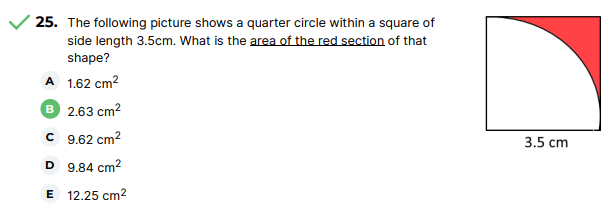 25. The following picture shows a quarter circle within a square of
side length 3.5cm. What is the area of the red section of that
shape?
A 1.62 cm²
B 2.63 cm²
C 9.62 cm²
D 9.84 cm²
E 12.25 cm²
3.5 cm